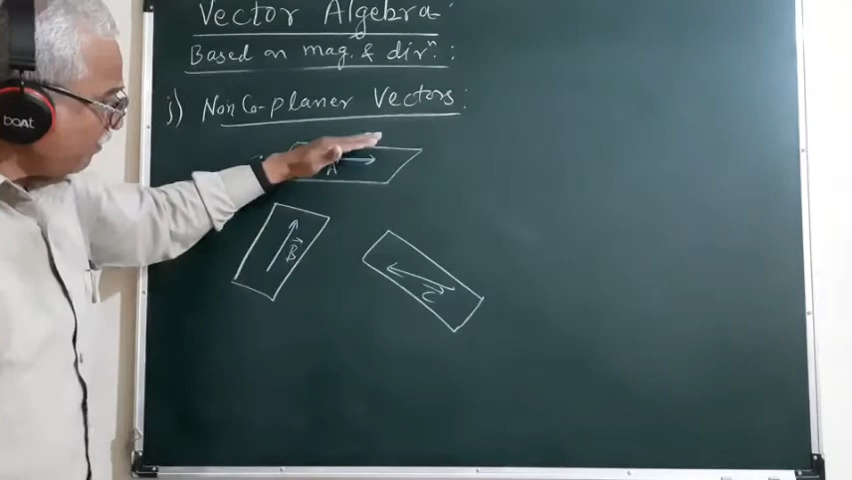 Vector Algebra:
Based on mag. & dirⁿ. :
j) Non Co-planer Vectors:
A
B
C
boAt